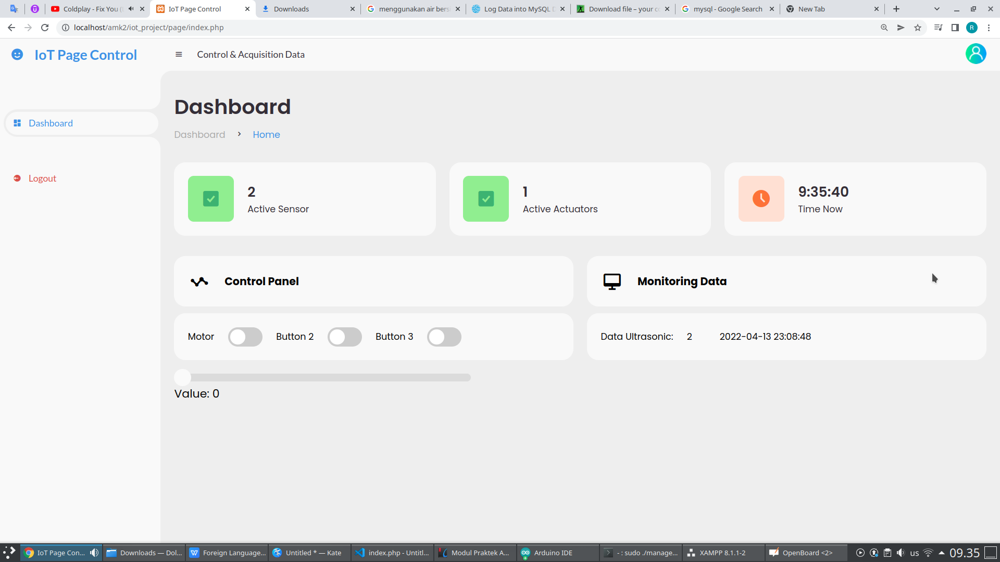 Coldplay - Fix You (
IoT Page Control
Downloads
menggunakan air bers
Log Data into MySQL D
Download file – your co
mysql - Google Search
New Tab
localhost/amk2/iot_project/page/index.php
R
IoT Page Control
Control & Acquisition Data
Dashboard
Logout
Dashboard
Dashboard > Home
2
Active Sensor
1
Active Actuators
9:35:40
Time Now
Control Panel
Monitoring Data
Motor Button 2 Button 3
Data Ultrasonic: 2 2022-04-13 23:08:48
Value: 0
IoT Page Con...
Downloads — Dol...
Foreign Language...
Untitled * — Kate
index.php - Untitl...
Modul Praktek A...
Arduino IDE
- : sudo ./manage...
XAMPP 8.1.1-2
OpenBoard <2>
us
09.35